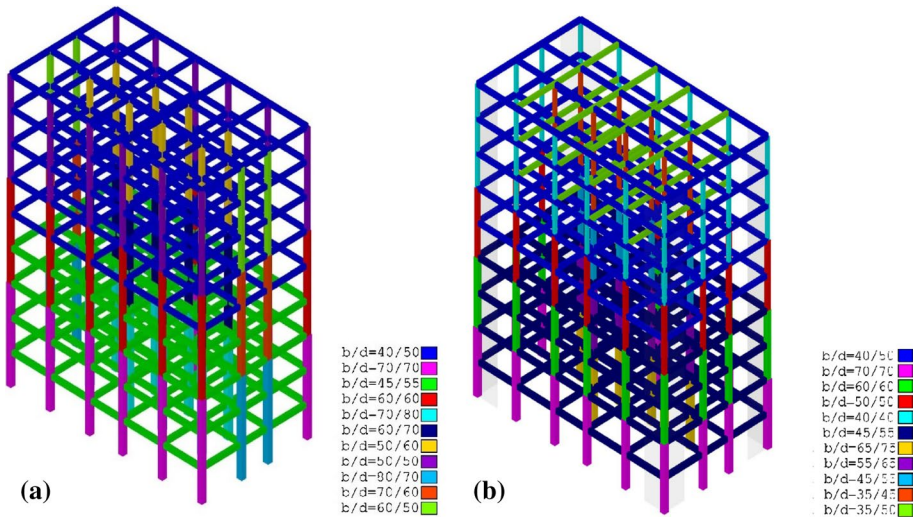 b/d=40/50
b/d=70/70
b/d=45/55
b/d=60/60
b/d=70/80
b/d=60/70
b/d=50/60
b/d=50/50
b/d=80/70
b/d=70/60
b/d=60/50
(a)
b/d=40/50
b/d=70/70
b/d=60/60
b/d=50/50
b/d=40/40
b/d=45/55
b/d=65/75
b/d=55/65
b/d=45/55
b/d=35/45
b/d=35/50
(b)